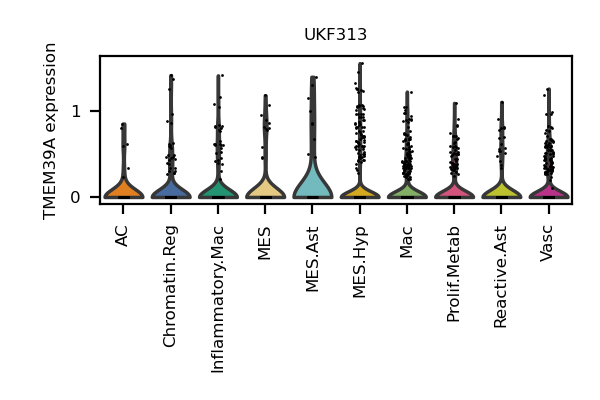 UKF313
TMEM39A expression
1
0
AC
Chromatin.Reg
Inflammatory.Mac
MES
MES.Ast
MES.Hyp
Mac
Prolif.Metab
Reactive.Ast
Vasc